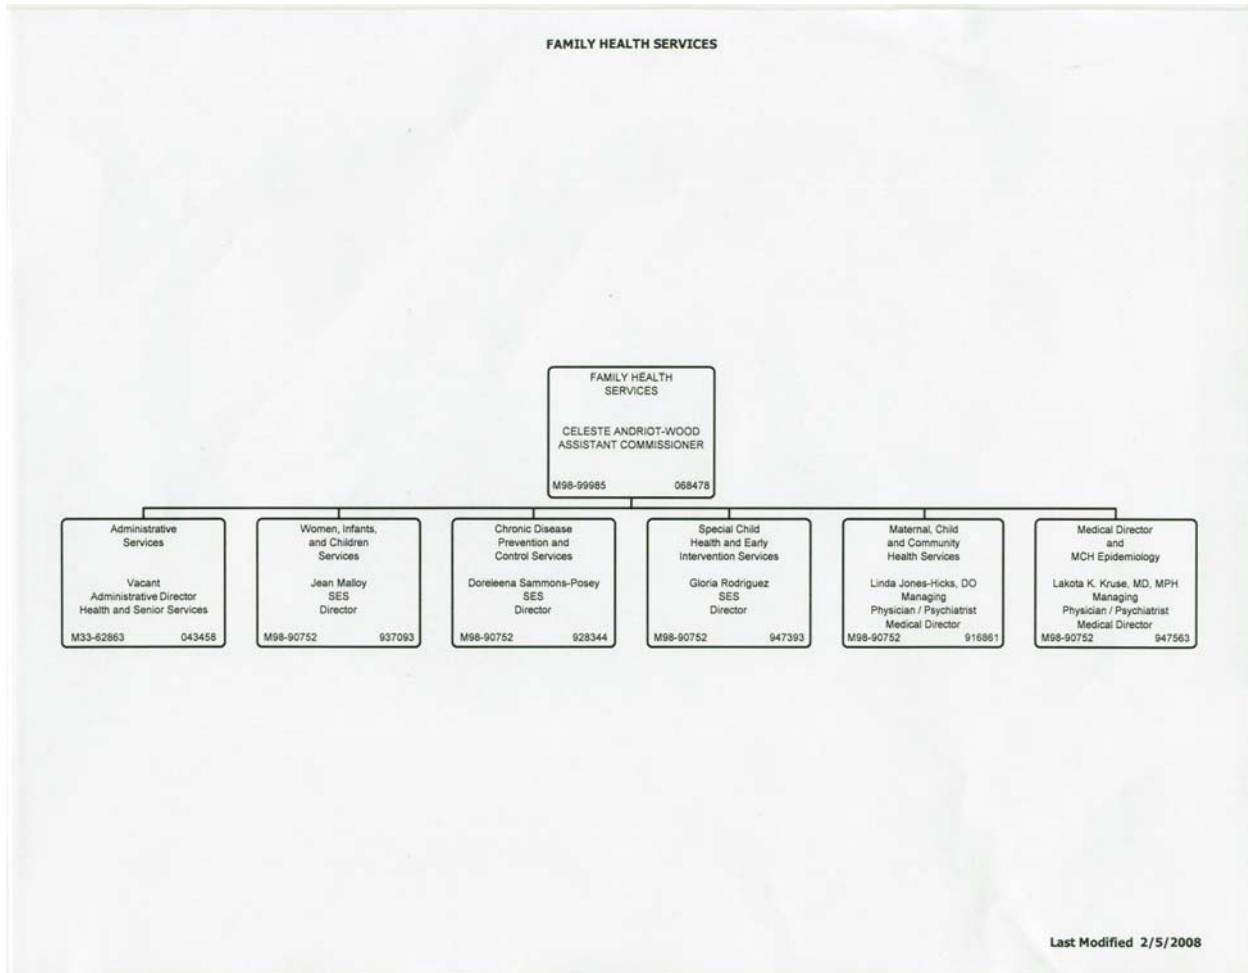 FAMILY HEALTH SERVICES
FAMILY HEALTH
SERVICES
CELESTE ANDRIOT-WOOD
ASSISTANT COMMISSIONER
M98-99985 068478
Administrative
Services
Vacant
Administrative Director
Health and Senior Services
M33-62863 043458
Women, Infants,
and Children
Services
Jean Malloy
SES
Director
M98-90752 937093
Chronic Disease
Prevention and
Control Services
Doreleena Sammons-Posey
SES
Director
M98-90752 928344
Special Child
Health and Early
Intervention Services
Gloria Rodriguez
SES
Director
M98-90752 947393
Maternal, Child
and Community
Health Services
Linda Jones-Hicks, DO
Managing
Physician / Psychiatrist
Medical Director
M98-90752 916861
Medical Director
and
MCH Epidemiology
Lakota K. Kruse, MD, MPH
Managing
Physician / Psychiatrist
Medical Director
M98-90752 947563
Last Modified 2/5/2008